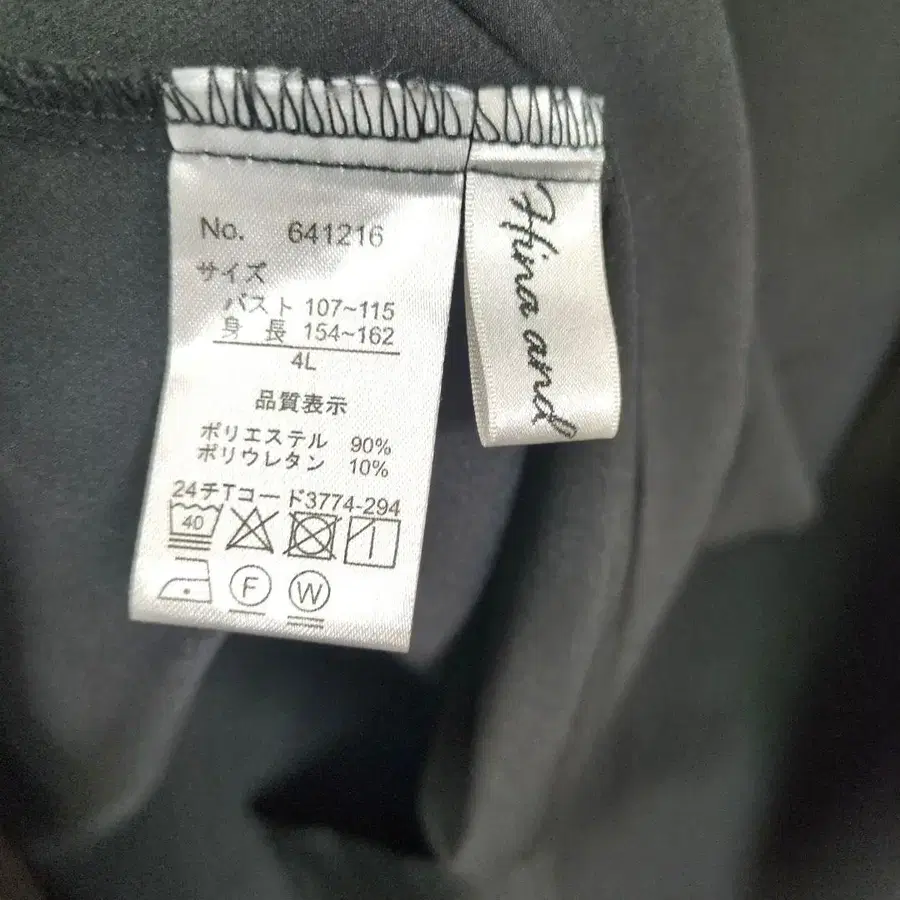 No. 641216
サイズ
バスト 107~115
身 長 154~162
4L
品質表示
ポリエステル 90%
ポリウレタン 10%
24チTコード3774-294
40
F
W
Hina and